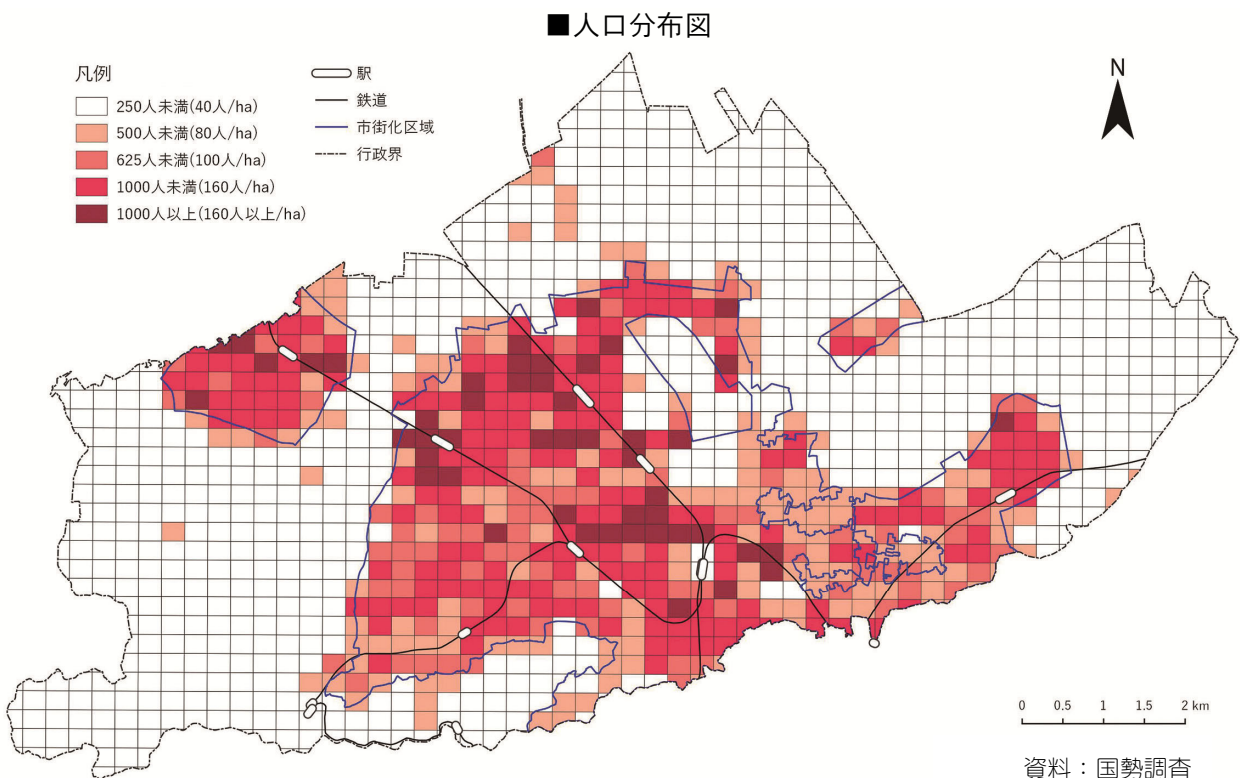 ■人口分布図
凡例
250人未満(40人/ha)
500人未満(80人/ha)
625人未満(100人/ha)
1000人未満(160人/ha)
1000人以上(160人以上/ha)
駅
鉄道
市街化区域
行政界
N
0 0.5 1 1.5 2 km
資料：国勢調査